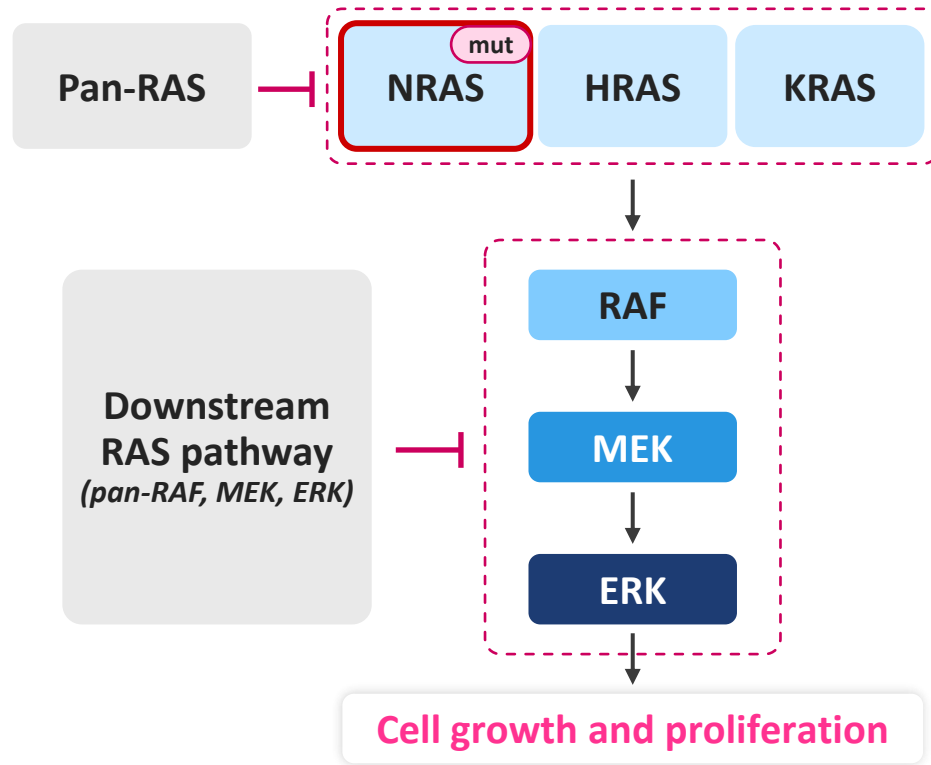 mut
Pan-RAS
NRAS
HRAS
KRAS
RAF
Downstream
RAS pathway
(pan-RAF, MEK, ERK)
MEK
ERK
Cell growth and proliferation